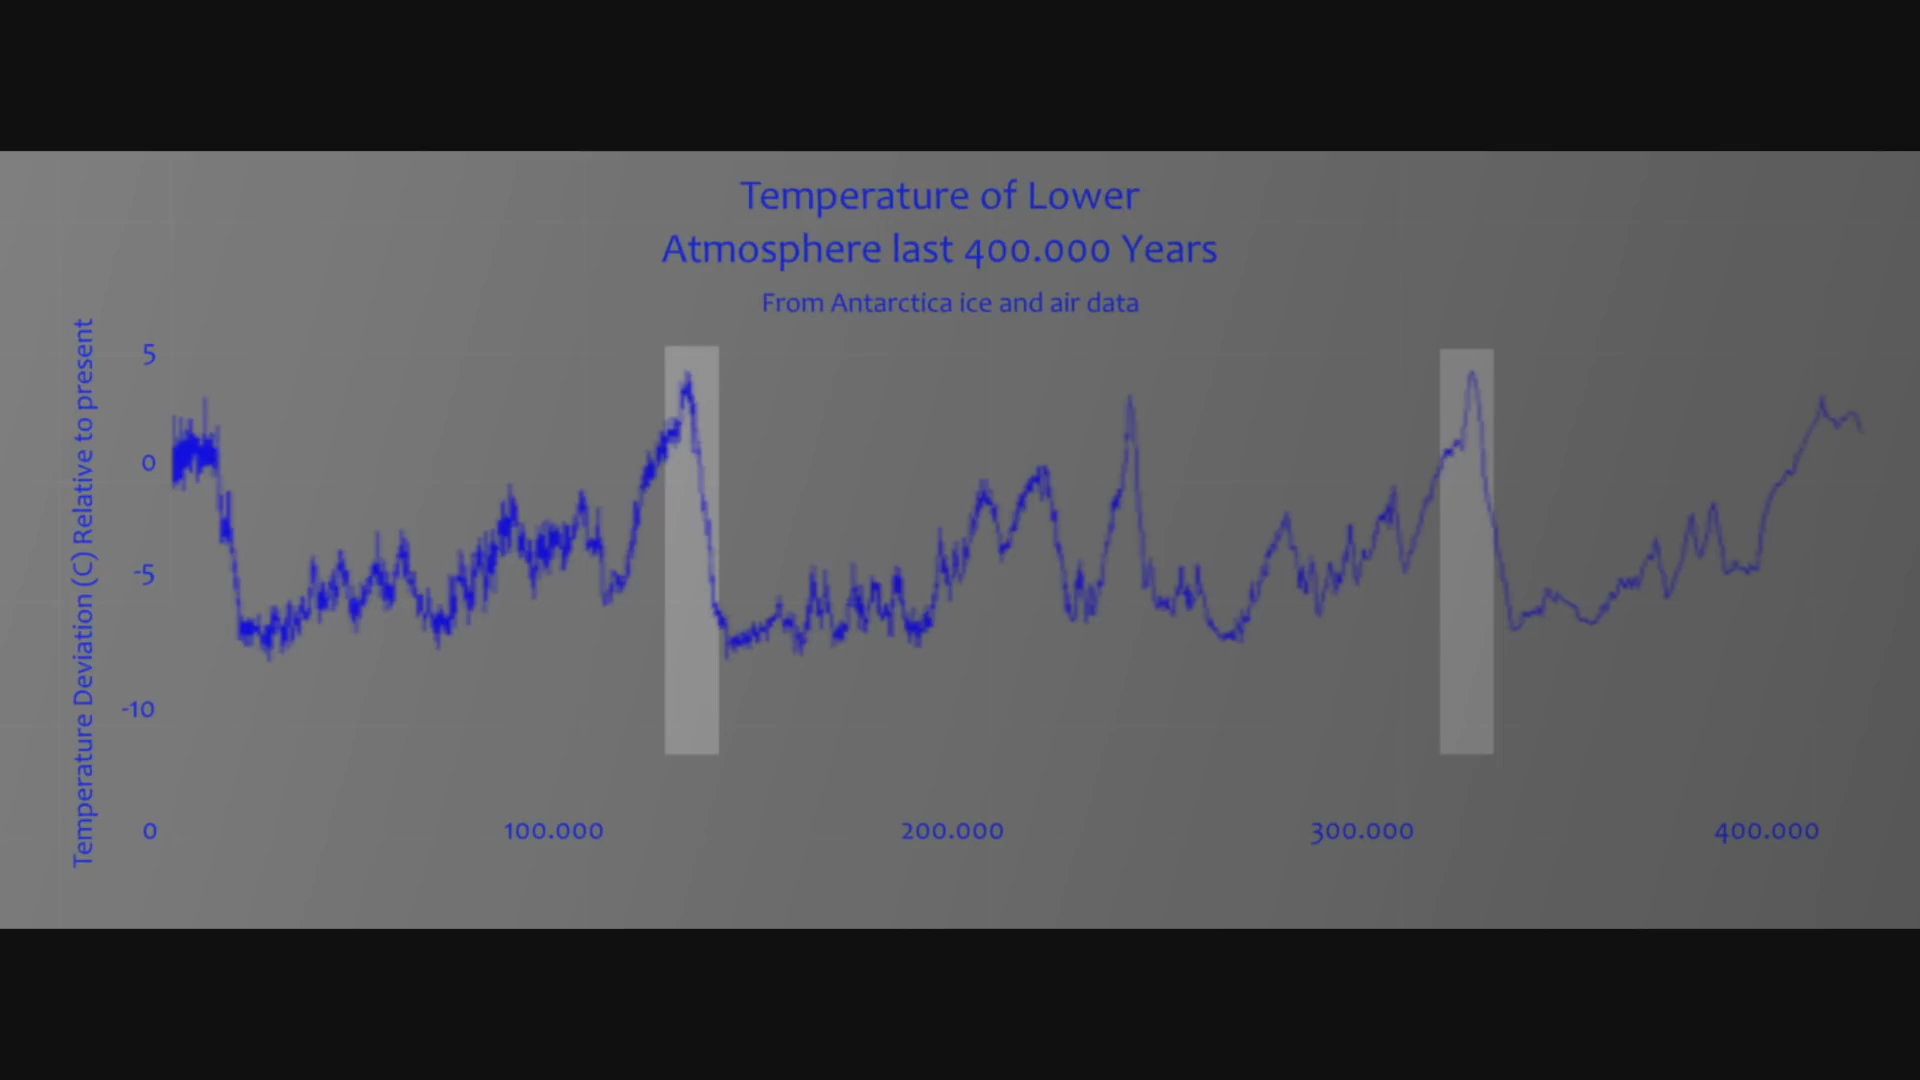 Temperature of Lower
Atmosphere last 400.000 Years
From Antarctica ice and air data
Temperature Deviation (C) Relative to present
5
0
-5
-10
0
100.000
200.000
300.000
400.000